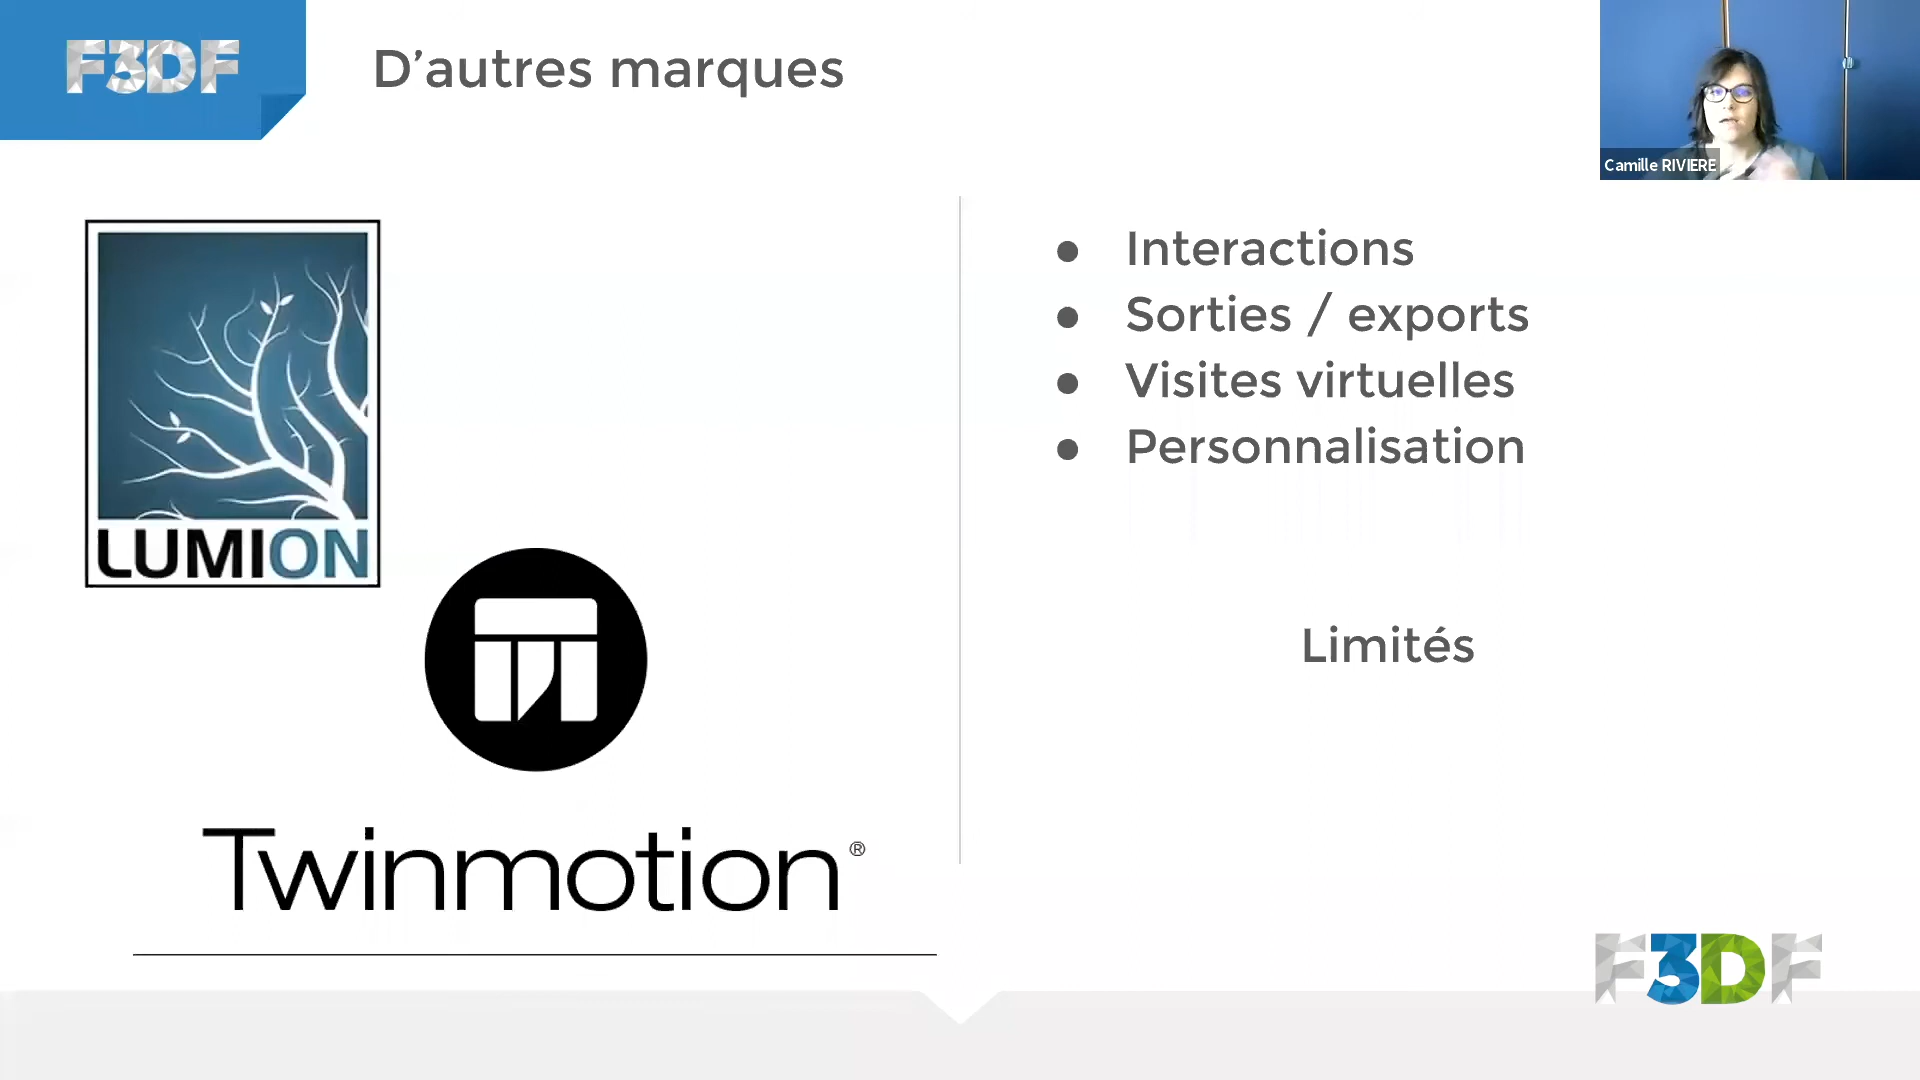 F3DF
D’autres marques
Camille RIVIERE
LUMION
Twinmotion®
● Interactions
● Sorties / exports
● Visites virtuelles
● Personnalisation
Limités
F3DF